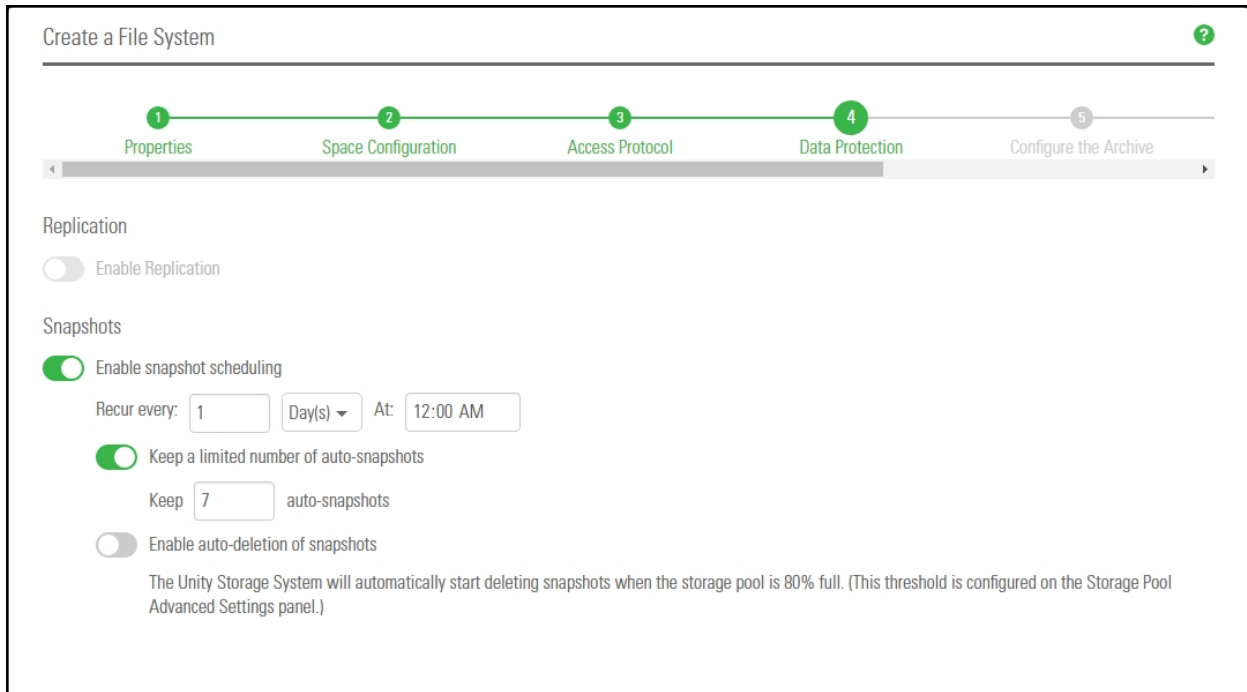 Create a File System
?
1
2
3
4
5
Properties
Space Configuration
Access Protocol
Data Protection
Configure the Archive
Replication
Enable Replication
Snapshots
Enable snapshot scheduling
Recur every: 1 Day(s) At: 12:00 AM
Keep a limited number of auto-snapshots
Keep 7 auto-snapshots
Enable auto-deletion of snapshots
The Unity Storage System will automatically start deleting snapshots when the storage pool is 80% full. (This threshold is configured on the Storage Pool
Advanced Settings panel.)